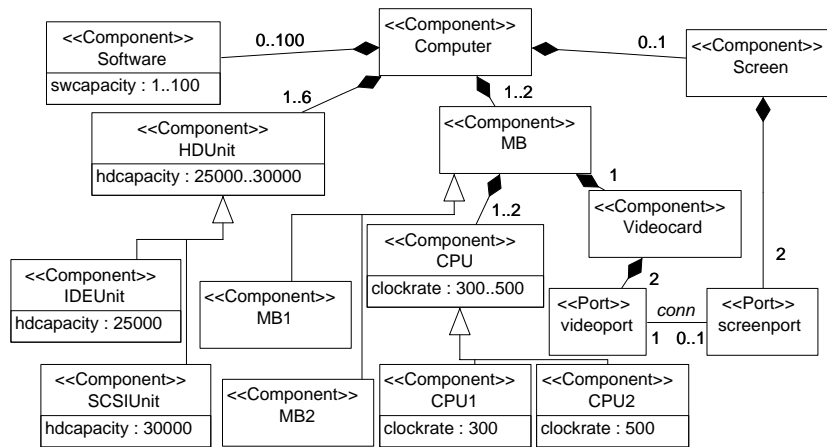 <<Component>>
Software
swcapacity : 1..100
0..100
<<Component>>
Computer
0..1
<<Component>>
Screen
1..6
1..2
<<Component>>
HDUnit
hdcapacity : 25000..30000
<<Component>>
MB
1
1..2
<<Component>>
Videocard
<<Component>>
CPU
clockrate : 300..500
2
2
<<Component>>
IDEUnit
hdcapacity : 25000
<<Component>>
MB1
<<Port>>
videoport
conn
1
0..1
<<Port>>
screenport
<<Component>>
SCSIUnit
hdcapacity : 30000
<<Component>>
MB2
<<Component>>
CPU1
clockrate : 300
<<Component>>
CPU2
clockrate : 500